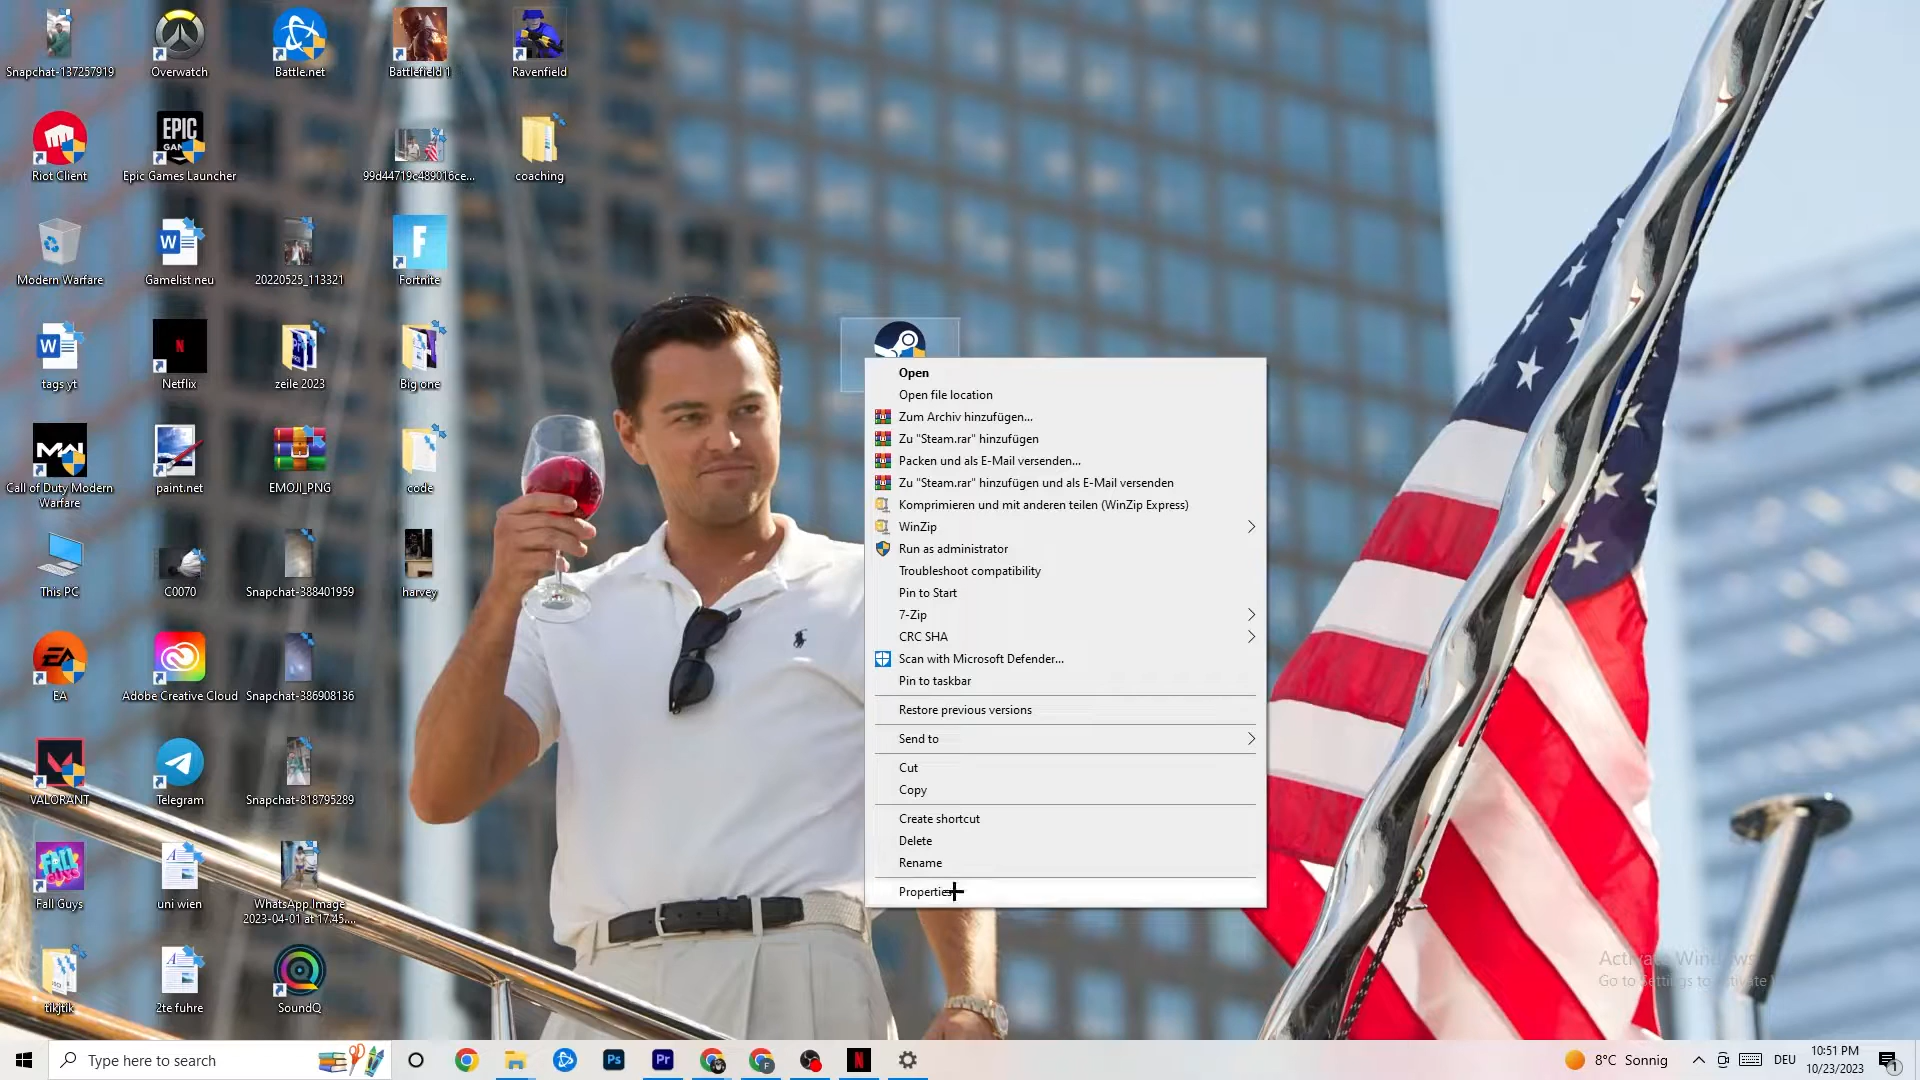 Snapchat-137257919
Overwatch
Battle.net
Battlefield 1
Ravenfield
EPIC
GAMES
Riot Client
Epic Games Launcher
99d44719c489016ce...
coaching
Modern Warfare
Gamelist neu
20220525_113321
Fortnite
tags yt
Netflix
zeile 2023
Big one
Call of Duty Modern
Warfare
paint.net
EMOJI_PNG
code
This PC
C0070
Snapchat-388401959
harvey
EA
Adobe Creative Cloud
Snapchat-386908136
VALORANT
Telegram
Snapchat-818795289
Fall Guys
uni wien
WhatsApp Image
2023-04-01 at 17.45....
tikjtik
2te fuhre
SoundQ
Open
Open file location
Zum Archiv hinzufügen...
Zu "Steam.rar" hinzufügen
Packen und als E-Mail versenden...
Zu "Steam.rar" hinzufügen und als E-Mail versenden
Komprimieren und mit anderen teilen (WinZip Express)
WinZip
Run as administrator
Troubleshoot compatibility
Pin to Start
7-Zip
CRC SHA
Scan with Microsoft Defender...
Pin to taskbar
Restore previous versions
Send to
Cut
Copy
Create shortcut
Delete
Rename
Properties
Activate Windows
Go to Settings to activate
Type here to search
Ps
Pr
8°C Sonnig
DEU
10:51 PM
10/23/2023
1